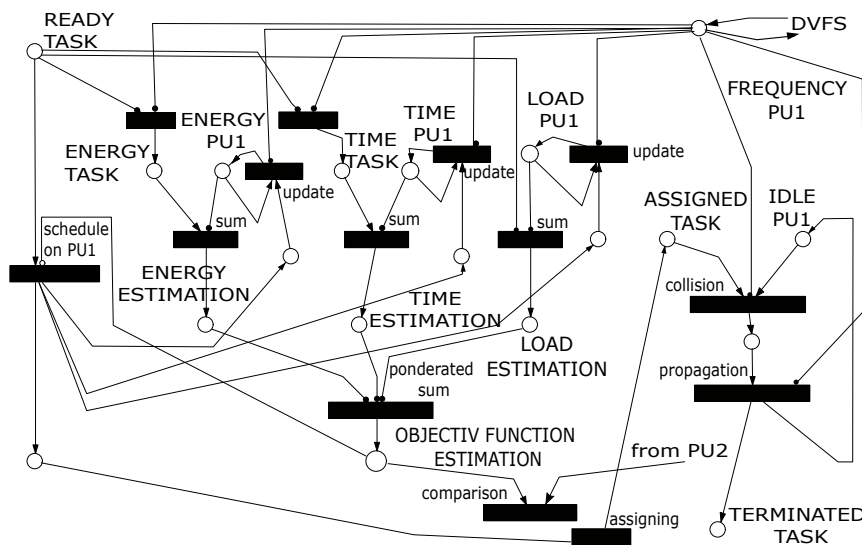 READY
TASK
DVFS
FREQUENCY
PU1
ENERGY
PU1
TIME
PU1
LOAD
PU1
ENERGY
TASK
TIME
TASK
update
update
update
ASSIGNED
TASK
IDLE
PU1
schedule
on PU1
sum
sum
sum
ENERGY
ESTIMATION
TIME
ESTIMATION
LOAD
ESTIMATION
collision
propagation
ponderated
sum
OBJECTIV FUNCTION
ESTIMATION
from PU2
comparison
assigning
TERMINATED
TASK